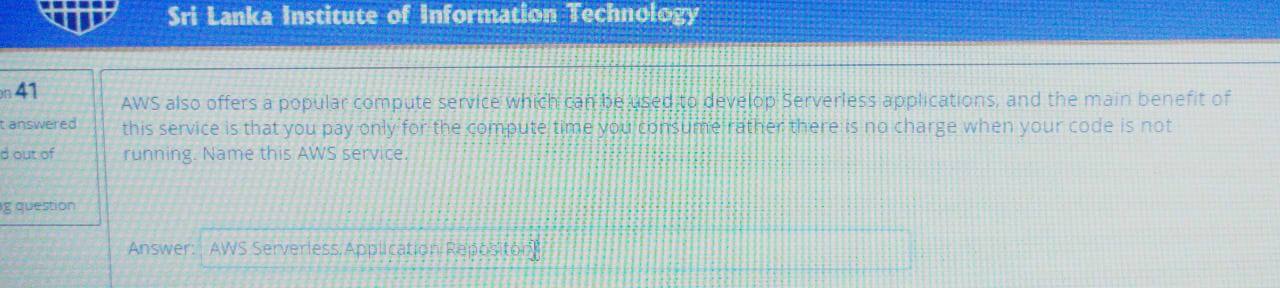 Sri Lanka Institute of Information Technology
on 41
AWS also offers a popular compute service which can be used to develop Serverless applications, and the main benefit of
t answered
this service is that you pay only for the compute time you consume rather there is no charge when your code is not
d out of
running. Name this AWS service.
ag question
Answer: AWS Serverless Application Repository